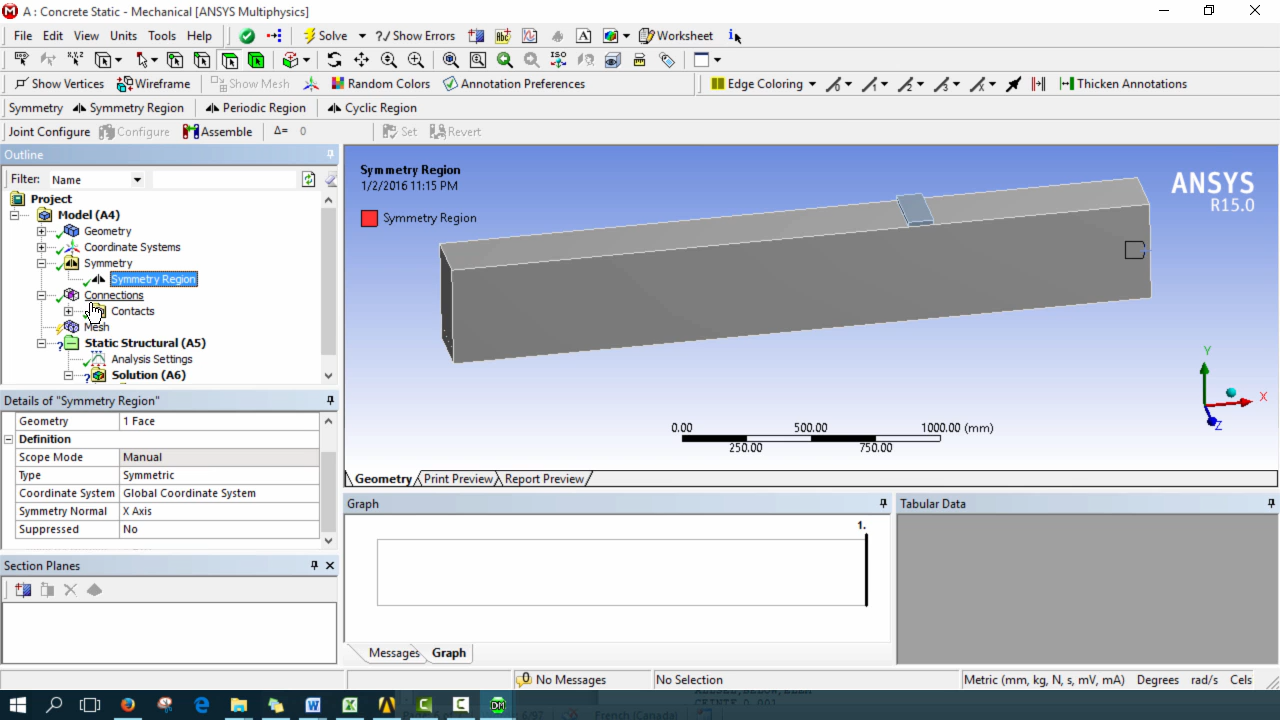 A : Concrete Static - Mechanical [ANSYS Multiphysics]
File Edit View Units Tools Help Solve ?/ Show Errors Worksheet
Show Vertices Wireframe Show Mesh Random Colors Annotation Preferences Edge Coloring Thicken Annotations
Symmetry Symmetry Region Periodic Region Cyclic Region
Joint Configure Configure Assemble Δ= 0 Set Revert
Outline
Filter: Name
Project
Model (A4)
Geometry
Coordinate Systems
Symmetry
Symmetry Region
Connections
Contacts
Mesh
Static Structural (A5)
Analysis Settings
Solution (A6)
Details of "Symmetry Region"
Geometry 1 Face
Definition
Scope Mode Manual
Type Symmetric
Coordinate System Global Coordinate System
Symmetry Normal X Axis
Suppressed No
Section Planes
Symmetry Region
1/2/2016 11:15 PM
Symmetry Region
ANSYS
R15.0
Y
X
Z
0.00 500.00 1000.00 (mm)
250.00 750.00
Geometry Print Preview Report Preview
Graph
1.
Messages Graph
Tabular Data
0 No Messages No Selection Metric (mm, kg, N, s, mV, mA) Degrees rad/s Cels